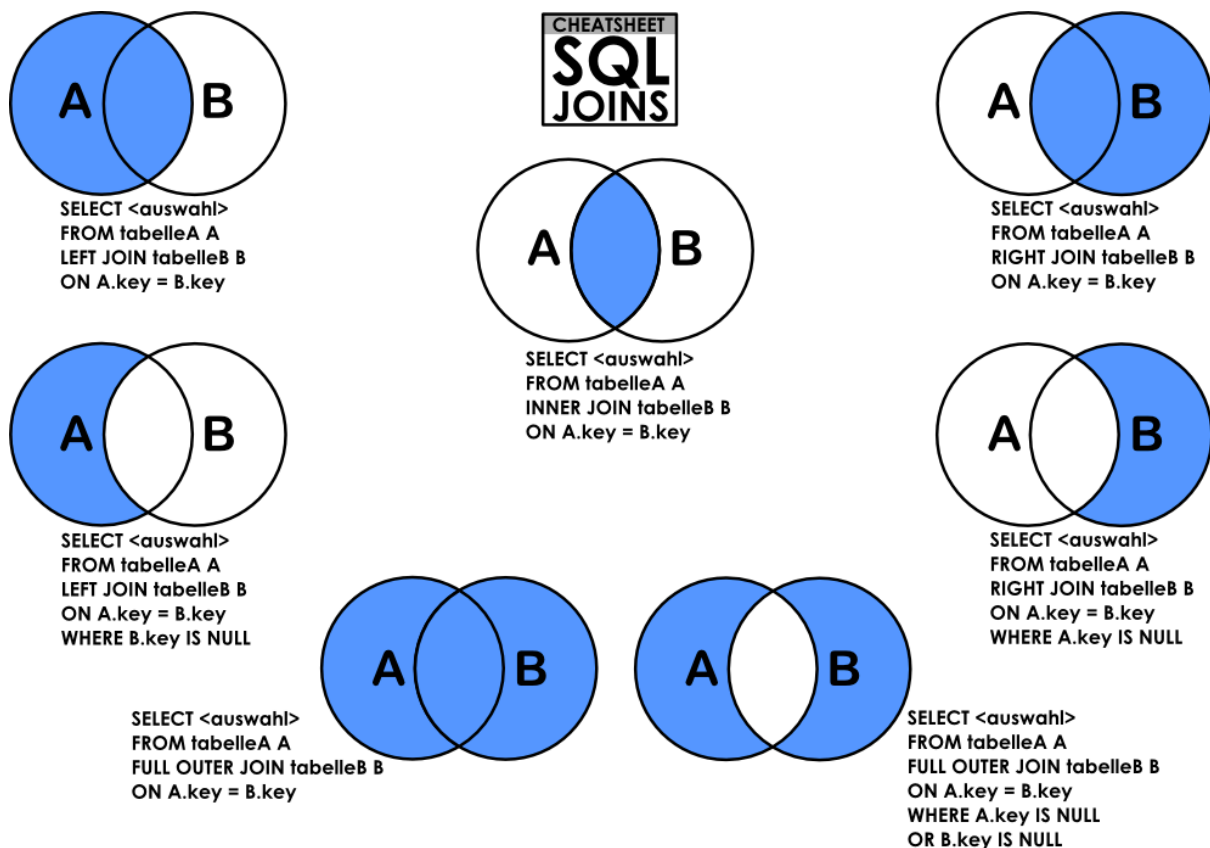 CHEATSHEET
SQL
JOINS
A B
SELECT <auswahl>
FROM tabelleA A
LEFT JOIN tabelleB B
ON A.key = B.key
A B
SELECT <auswahl>
FROM tabelleA A
INNER JOIN tabelleB B
ON A.key = B.key
A B
SELECT <auswahl>
FROM tabelleA A
RIGHT JOIN tabelleB B
ON A.key = B.key
A B
SELECT <auswahl>
FROM tabelleA A
LEFT JOIN tabelleB B
ON A.key = B.key
WHERE B.key IS NULL
A B
SELECT <auswahl>
FROM tabelleA A
RIGHT JOIN tabelleB B
ON A.key = B.key
WHERE A.key IS NULL
A B
SELECT <auswahl>
FROM tabelleA A
FULL OUTER JOIN tabelleB B
ON A.key = B.key
A B
SELECT <auswahl>
FROM tabelleA A
FULL OUTER JOIN tabelleB B
ON A.key = B.key
WHERE A.key IS NULL
OR B.key IS NULL